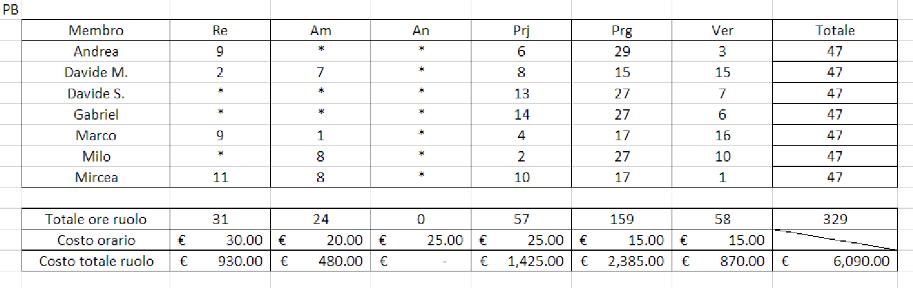 PB
Membro Re Am An Prj Prg Ver Totale
Andrea 9 * * 6 29 3 47
Davide M. 2 7 * 8 15 15 47
Davide S. * * * 13 27 7 47
Gabriel * * * 14 27 6 47
Marco 9 1 * 4 17 16 47
Milo * 8 * 2 27 10 47
Mircea 11 8 * 10 17 1 47
Totale ore ruolo 31 24 0 57 159 58 329
Costo orario € 30.00 € 20.00 € 25.00 € 25.00 € 15.00 € 15.00
Costo totale ruolo € 930.00 € 480.00 € - € 1,425.00 € 2,385.00 € 870.00 € 6,090.00